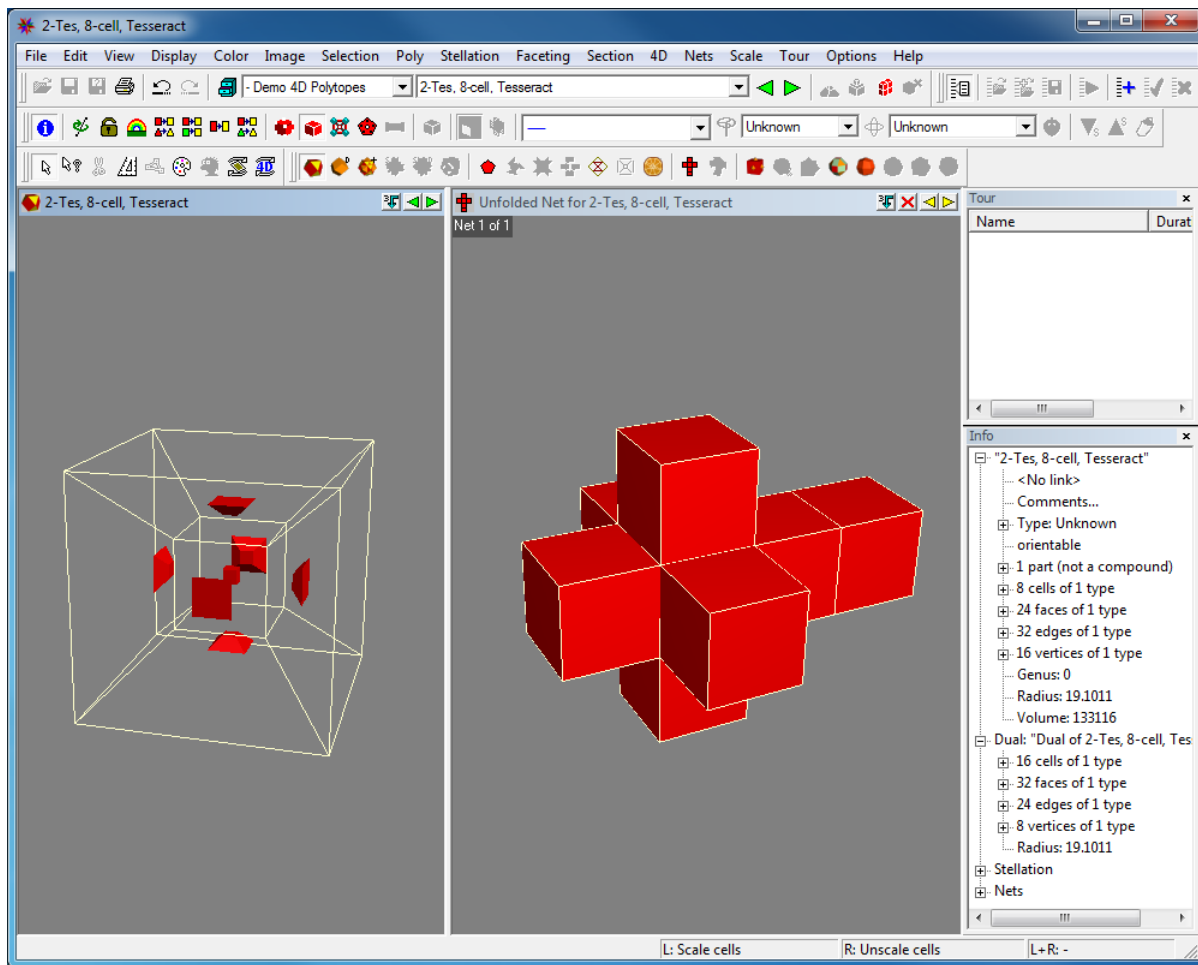 2-Tes, 8-cell, Tesseract
File Edit View Display Color Image Selection Poly Stellation Faceting Section 4D Nets Scale Tour Options Help
- Demo 4D Polytopes 2-Tes, 8-cell, Tesseract
Unknown Unknown
4D
2-Tes, 8-cell, Tesseract
Unfolded Net for 2-Tes, 8-cell, Tesseract
Net 1 of 1
Tour
Name Durat
Info
"2-Tes, 8-cell, Tesseract"
<No link>
Comments...
Type: Unknown
orientable
1 part (not a compound)
8 cells of 1 type
24 faces of 1 type
32 edges of 1 type
16 vertices of 1 type
Genus: 0
Radius: 19.1011
Volume: 133116
Dual: "Dual of 2-Tes, 8-cell, Tes
16 cells of 1 type
32 faces of 1 type
24 edges of 1 type
8 vertices of 1 type
Radius: 19.1011
Stellation
Nets
L: Scale cells R: Unscale cells L+R: -